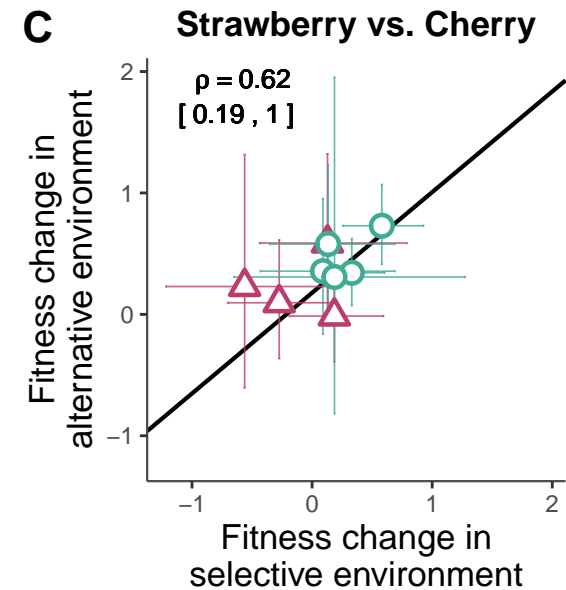 C
Strawberry vs. Cherry
ρ = 0.62
[ 0.19 , 1 ]
Fitness change in
alternative environment
2
1
0
−1
−1 0 1 2
Fitness change in
selective environment